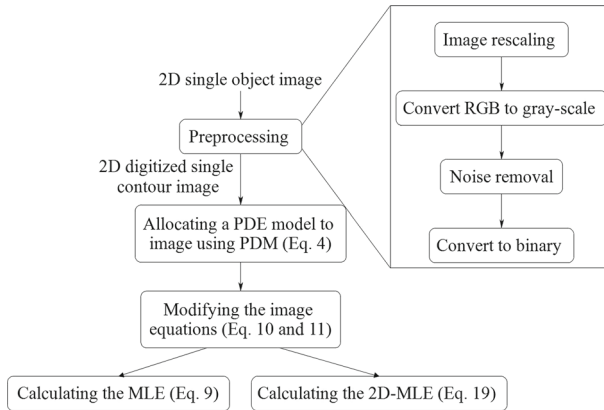 2D single object image
Preprocessing
2D digitized single
contour image
Allocating a PDE model to
image using PDM (Eq. 4)
Modifying the image
equations (Eq. 10 and 11)
Calculating the MLE (Eq. 9)
Calculating the 2D-MLE (Eq. 19)
Image rescaling
Convert RGB to gray-scale
Noise removal
Convert to binary